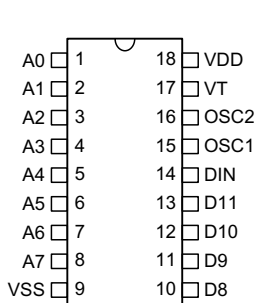 A0 1 18 VDD
A1 2 17 VT
A2 3 16 OSC2
A3 4 15 OSC1
A4 5 14 DIN
A5 6 13 D11
A6 7 12 D10
A7 8 11 D9
VSS 9 10 D8